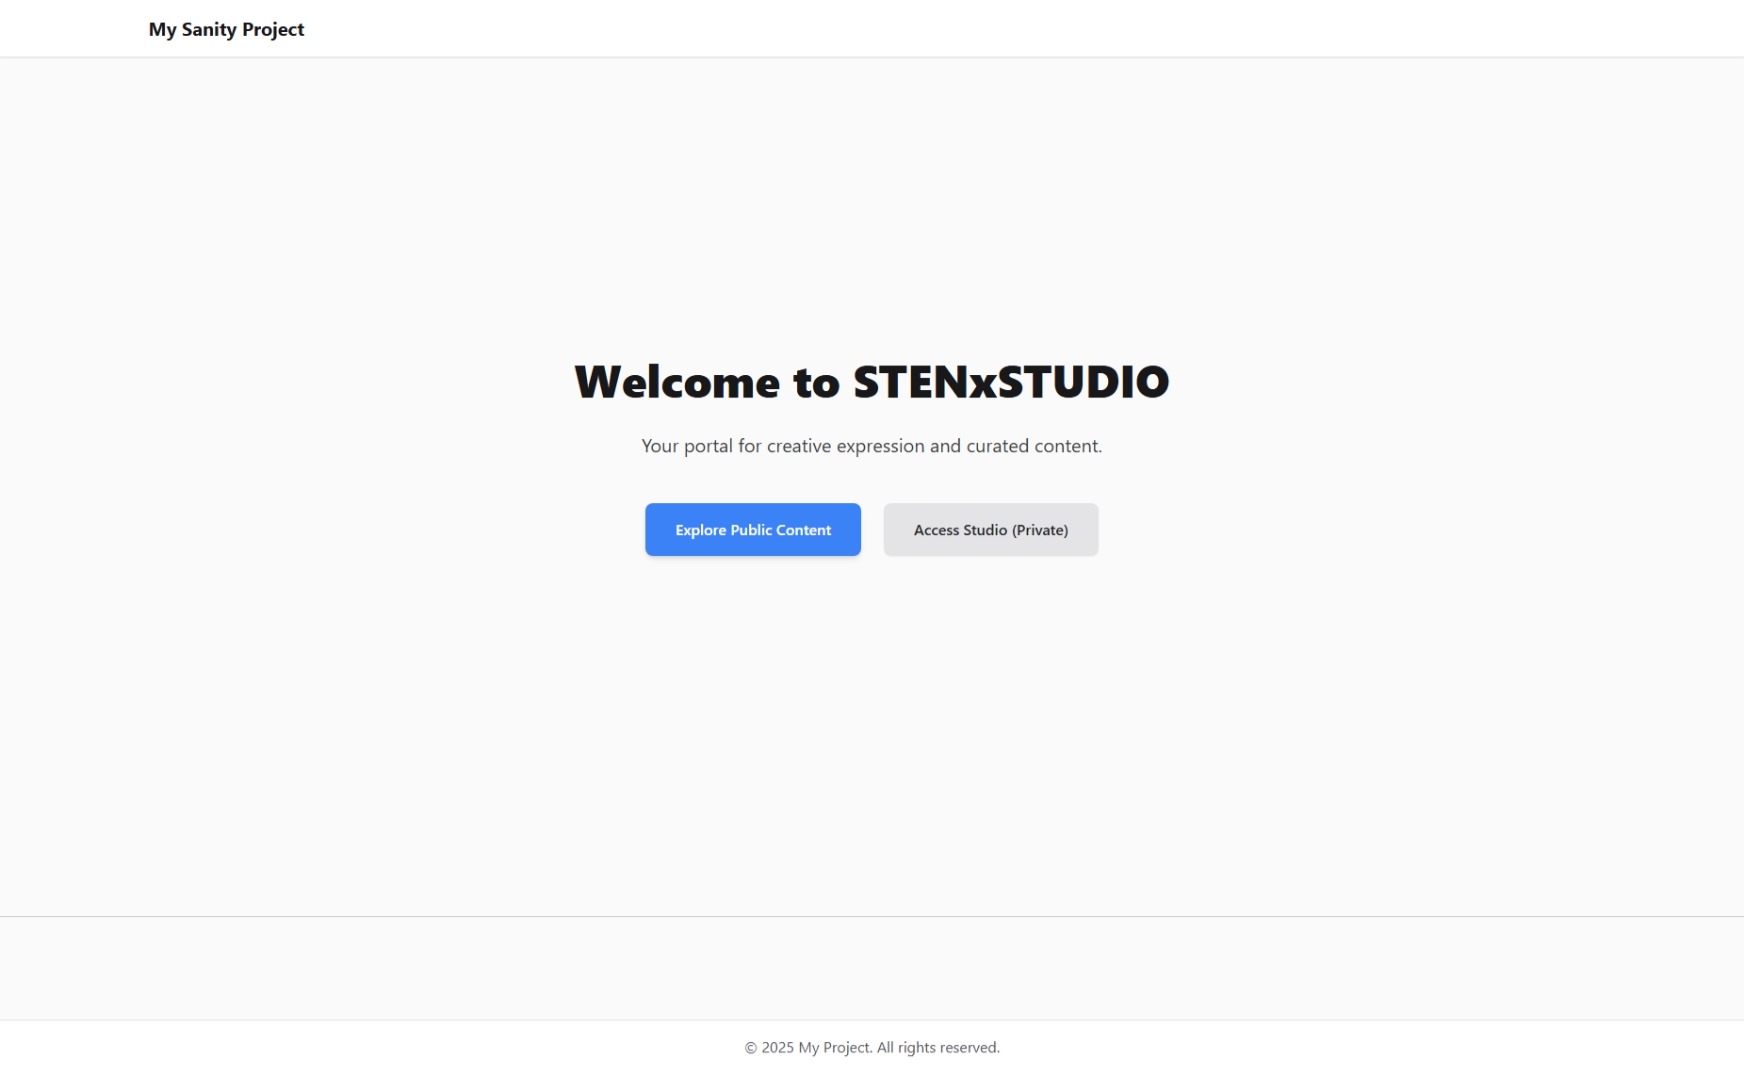 My Sanity Project
Welcome to STENxSTUDIO
Your portal for creative expression and curated content.
Explore Public Content
Access Studio (Private)
© 2025 My Project. All rights reserved.